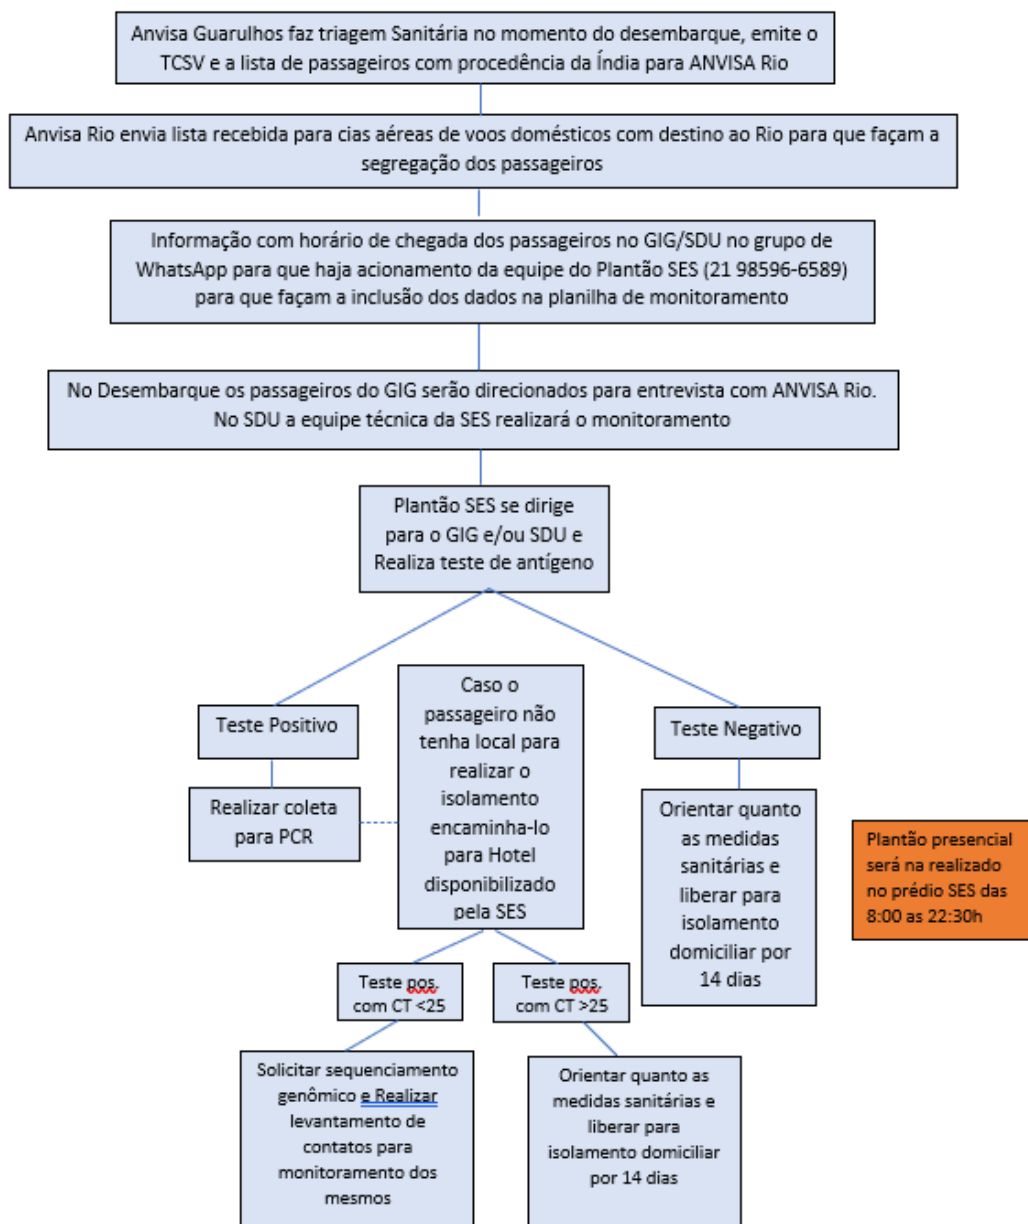 Anvisa Guarulhos faz triagem Sanitária no momento do desembarque, emite o
TCSV e a lista de passageiros com procedência da Índia para ANVISA Rio
Anvisa Rio envia lista recebida para cias aéreas de voos domésticos com destino ao Rio para que façam a
segregação dos passageiros
Informação com horário de chegada dos passageiros no GIG/SDU no grupo de
WhatsApp para que haja acionamento da equipe do Plantão SES (21 98596-6589)
para que façam a inclusão dos dados na planilha de monitoramento
No Desembarque os passageiros do GIG serão direcionados para entrevista com ANVISA Rio.
No SDU a equipe técnica da SES realizará o monitoramento
Plantão SES se dirige
para o GIG e/ou SDU e
Realiza teste de antígeno
Teste Positivo
Realizar coleta
para PCR
Caso o
passageiro não
tenha local para
realizar o
isolamento
encaminha-lo
para Hotel
disponibilizado
pela SES
Teste Negativo
Orientar quanto
as medidas
sanitárias e
liberar para
isolamento
domiciliar por
14 dias
Plantão presencial
será na realizado
no prédio SES das
8:00 as 22:30h
Teste pos.
com CT <25
Teste pos.
com CT >25
Solicitar sequenciamento
genômico e Realizar
levantamento de
contatos para
monitoramento dos
mesmos
Orientar quanto as
medidas sanitárias e
liberar para
isolamento domiciliar
por 14 dias